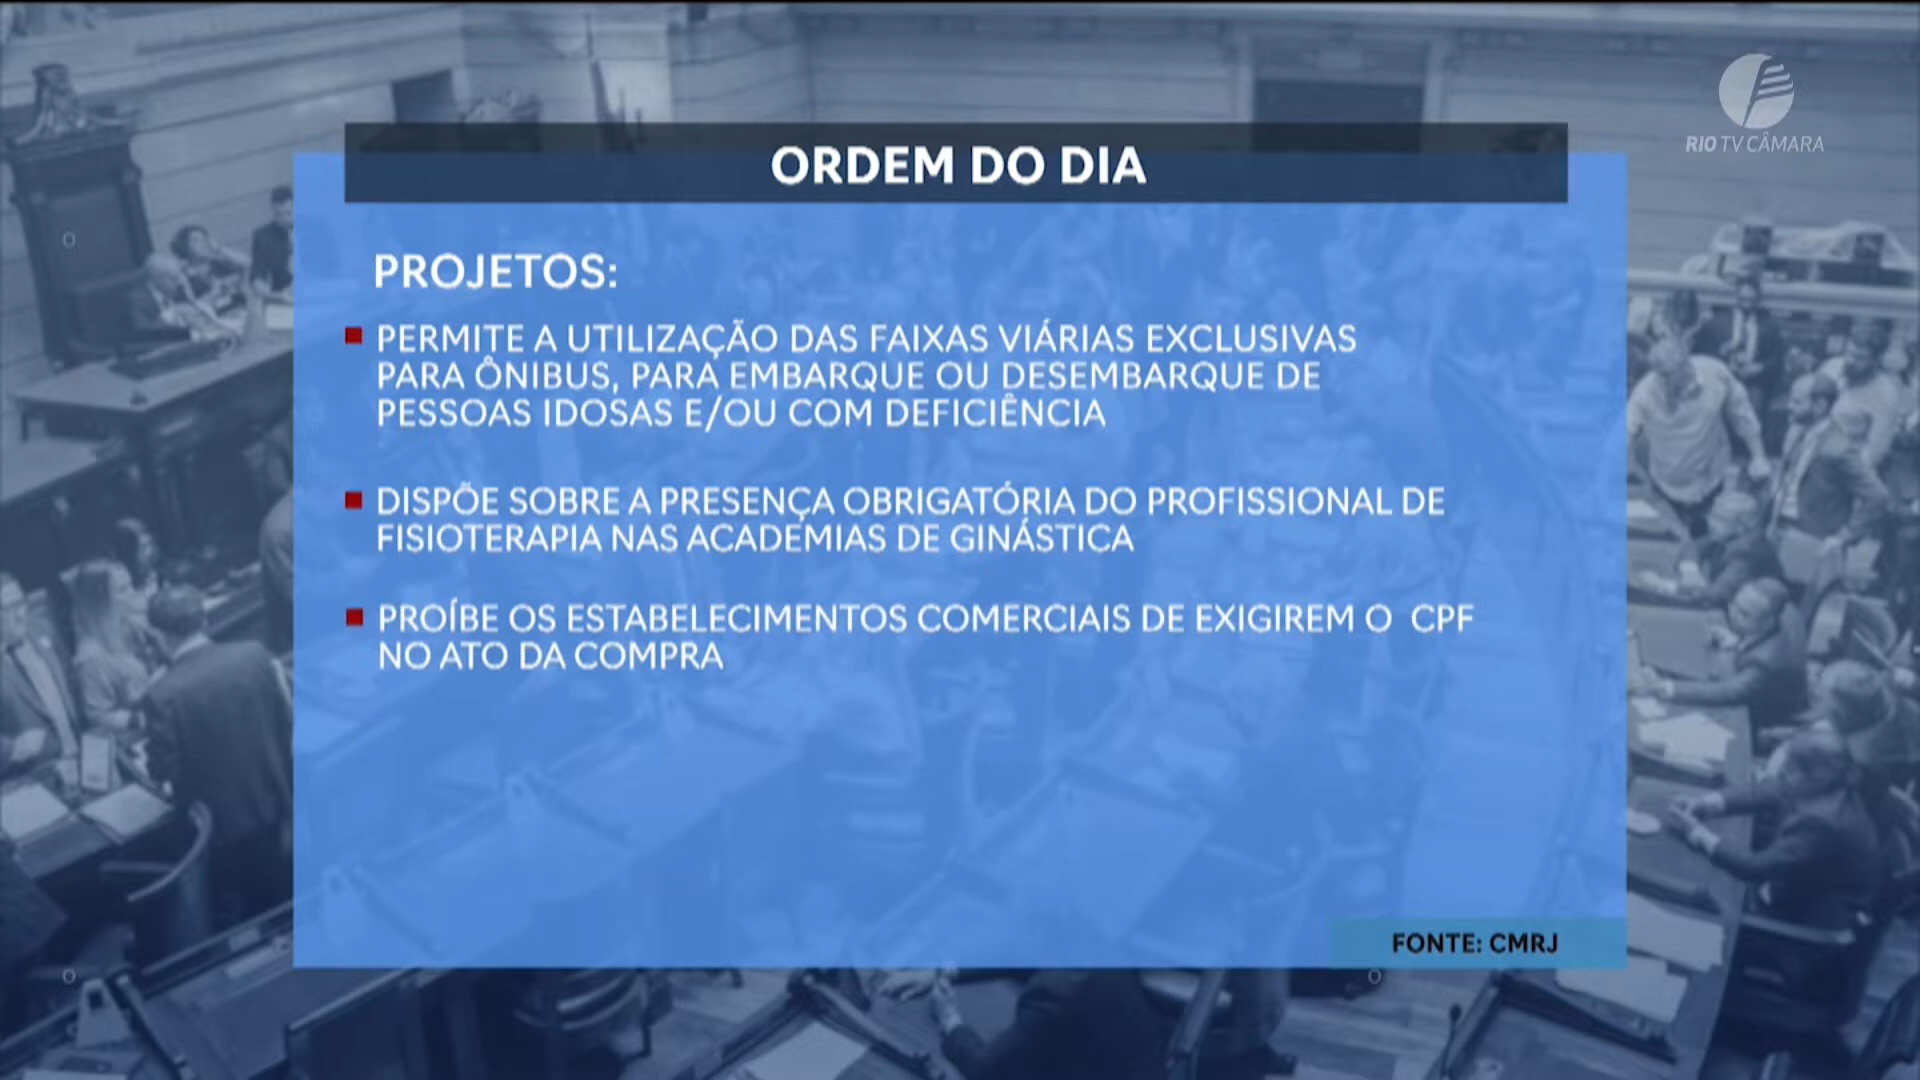 RIO TV CÂMARA
ORDEM DO DIA
PROJETOS:
PERMITE A UTILIZAÇÃO DAS FAIXAS VIÁRIAS EXCLUSIVAS
PARA ÔNIBUS, PARA EMBARQUE OU DESEMBARQUE DE
PESSOAS IDOSAS E/OU COM DEFICIÊNCIA
DISPÕE SOBRE A PRESENÇA OBRIGATÓRIA DO PROFISSIONAL DE
FISIOTERAPIA NAS ACADEMIAS DE GINÁSTICA
PROÍBE OS ESTABELECIMENTOS COMERCIAIS DE EXIGIREM O  CPF
NO ATO DA COMPRA
FONTE: CMRJ